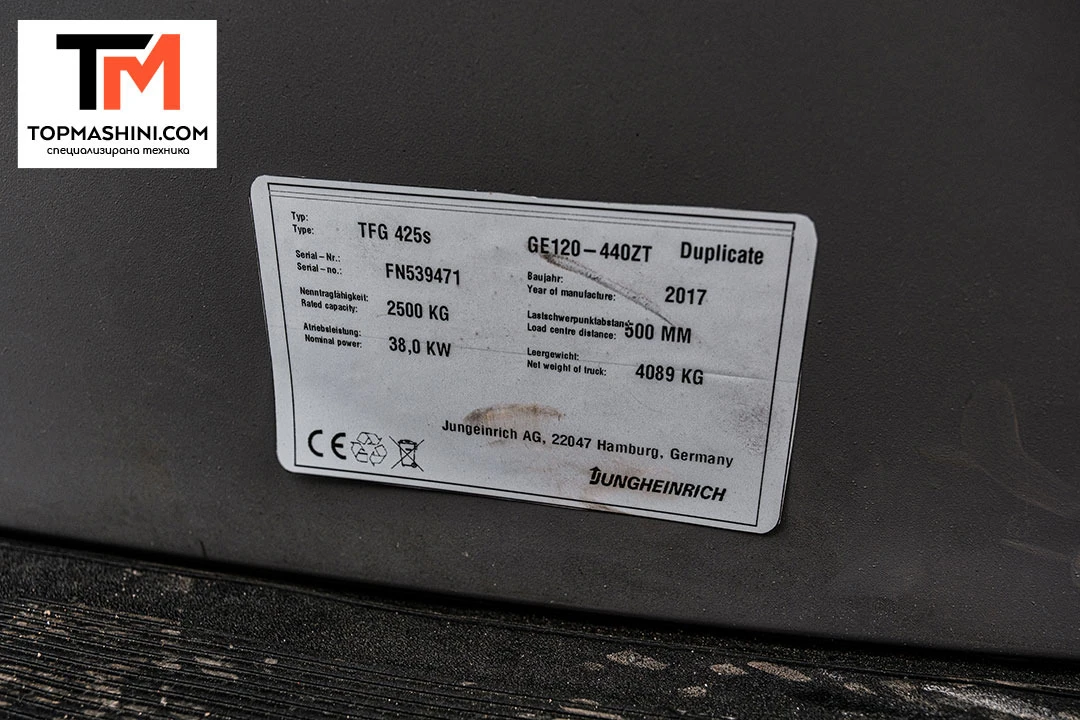 TM
TOPMASHINI.COM
специализирана техника
Typ:
Type: TFG 425s GE120-440ZT Duplicate
Serial-Nr.:
Serial-no.: FN539471
Baujahr:
Year of manufacture: 2017
Nenntragfähigkeit:
Rated capacity: 2500 KG
Lastschwerpunktabstand:
Load centre distance: 500 MM
Atriebsleistung:
Nominal power: 38,0 KW
Leergewicht:
Net weight of truck: 4089 KG
CE
Jungeinrich AG, 22047 Hamburg, Germany
JUNGHEINRICH